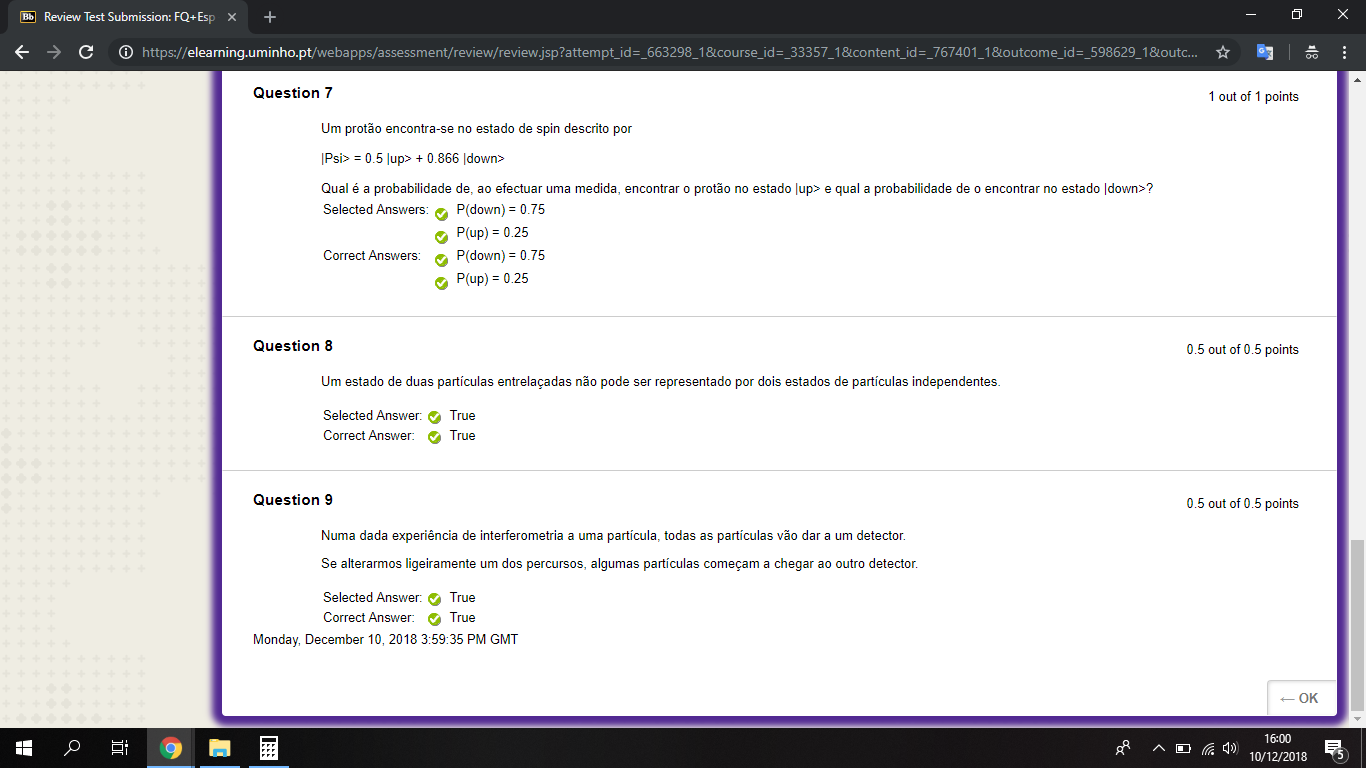 Review Test Submission: FQ+Esp
https://elearning.uminho.pt/webapps/assessment/review/review.jsp?attempt_id=_663298_1&course_id=_33357_1&content_id=_767401_1&outcome_id=_598629_1&outc...
Question 7
1 out of 1 points
Um protão encontra-se no estado de spin descrito por
|Psi> = 0.5 |up> + 0.866 |down>
Qual é a probabilidade de, ao efectuar uma medida, encontrar o protão no estado |up> e qual a probabilidade de o encontrar no estado |down>?
Selected Answers: P(down) = 0.75
P(up) = 0.25
Correct Answers: P(down) = 0.75
P(up) = 0.25
Question 8
0.5 out of 0.5 points
Um estado de duas partículas entrelaçadas não pode ser representado por dois estados de partículas independentes.
Selected Answer: True
Correct Answer: True
Question 9
0.5 out of 0.5 points
Numa dada experiência de interferometria a uma partícula, todas as partículas vão dar a um detector.
Se alterarmos ligeiramente um dos percursos, algumas partículas começam a chegar ao outro detector.
Selected Answer: True
Correct Answer: True
Monday, December 10, 2018 3:59:35 PM GMT
← OK
16:00
10/12/2018
5